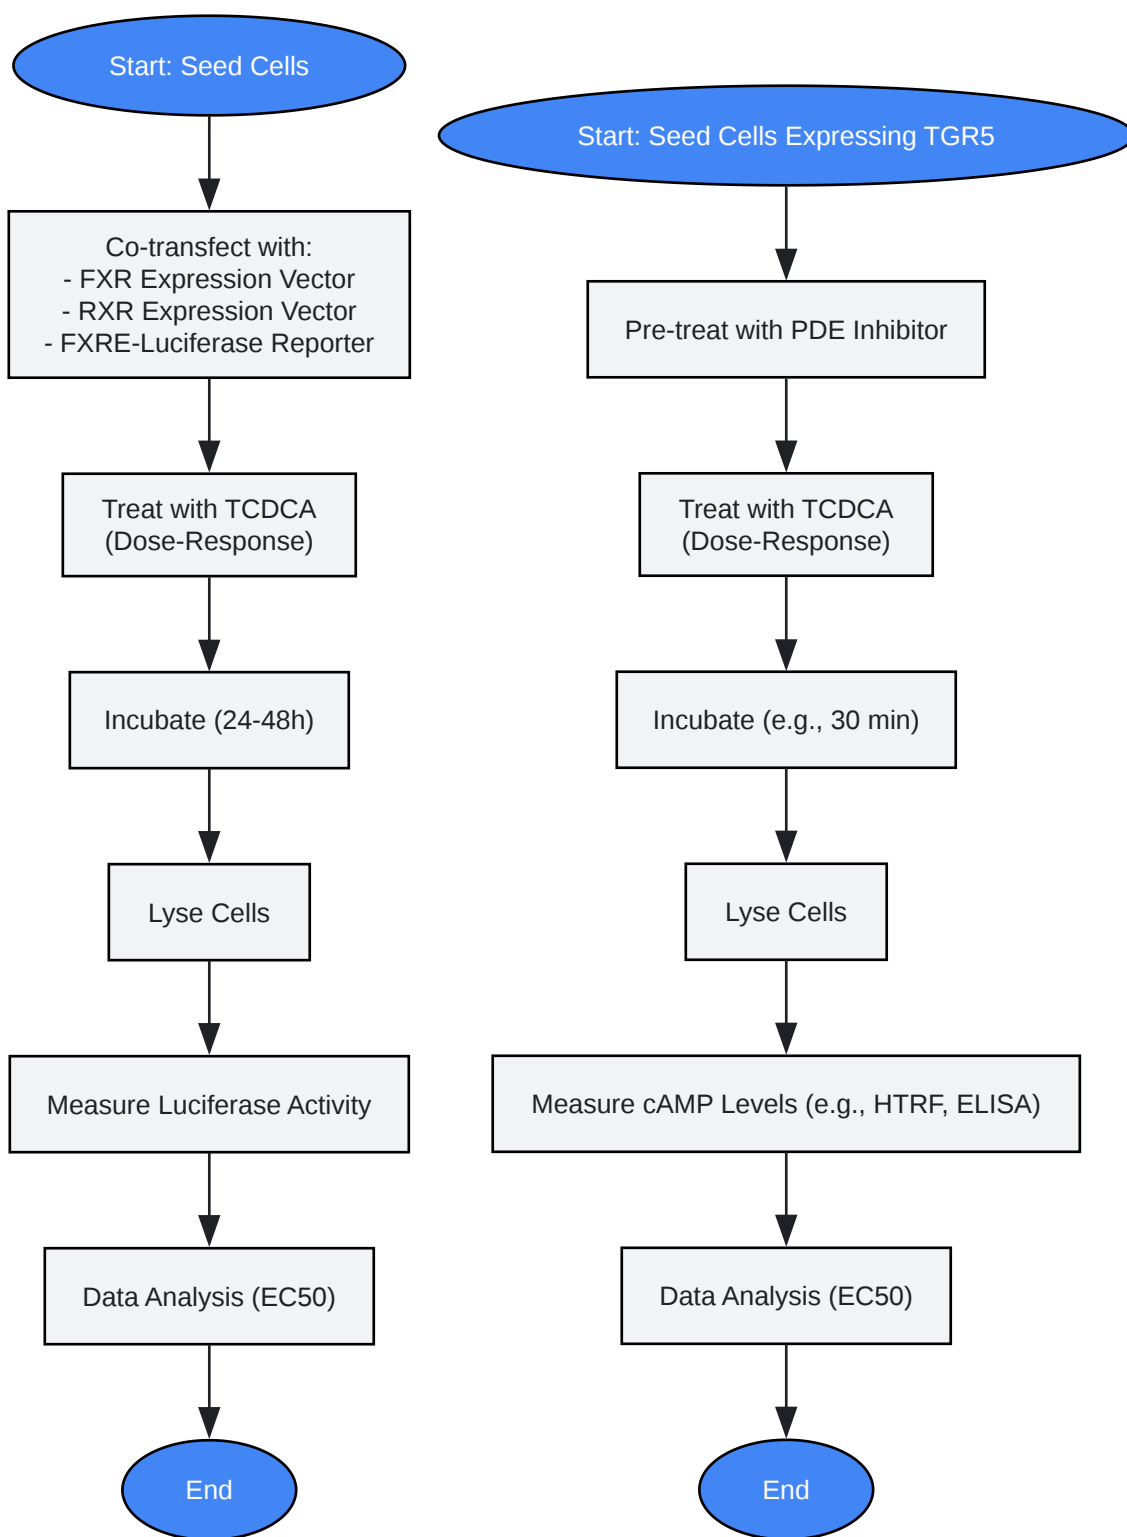 Start: Seed Cells
Co-transfect with:
- FXR Expression Vector
- RXR Expression Vector
- FXRE-Luciferase Reporter
Treat with TCDCA
(Dose-Response)
Incubate (24-48h)
Lyse Cells
Measure Luciferase Activity
Data Analysis (EC50)
End
Start: Seed Cells Expressing TGR5
Pre-treat with PDE Inhibitor
Treat with TCDCA
(Dose-Response)
Incubate (e.g., 30 min)
Lyse Cells
Measure cAMP Levels (e.g., HTRF, ELISA)
Data Analysis (EC50)
End